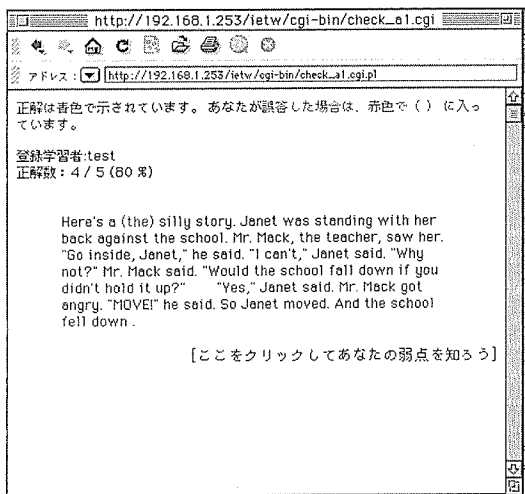 http://192.168.1.253/ietw/cgi-bin/check_a1.cgi
アドレス：http://192.168.1.253/ietw/cgi-bin/check_a1.cgi.pl
正解は青色で示されています。あなたが誤答した場合は、赤色で（ ）に入っ
ています。
登録学習者:test
正解数：4 / 5 (80 %)
Here's a (the) silly story. Janet was standing with her
back against the school. Mr. Mack, the teacher, saw her.
"Go inside, Janet," he said. "I can't," Janet said. "Why
not?" Mr. Mack said. "Would the school fall down if you
didn't hold it up?" "Yes," Janet said. Mr. Mack got
angry. "MOVE!" he said. So Janet moved. And the school
fell down .
[ここをクリックしてあなたの弱点を知ろう]